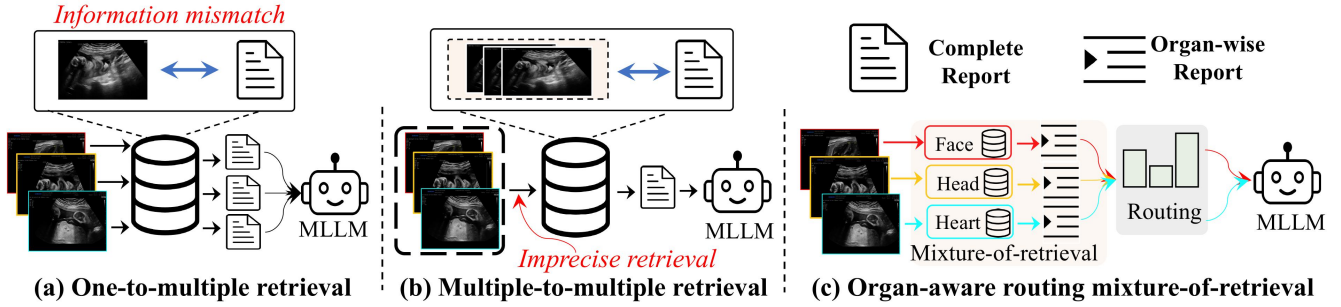 Information mismatch
MLLM
(a) One-to-multiple retrieval
MLLM
Imprecise retrieval
(b) Multiple-to-multiple retrieval
Complete
Report
Organ-wise
Report
Face
Head
Heart
Mixture-of-retrieval
Routing
MLLM
(c) Organ-aware routing mixture-of-retrieval